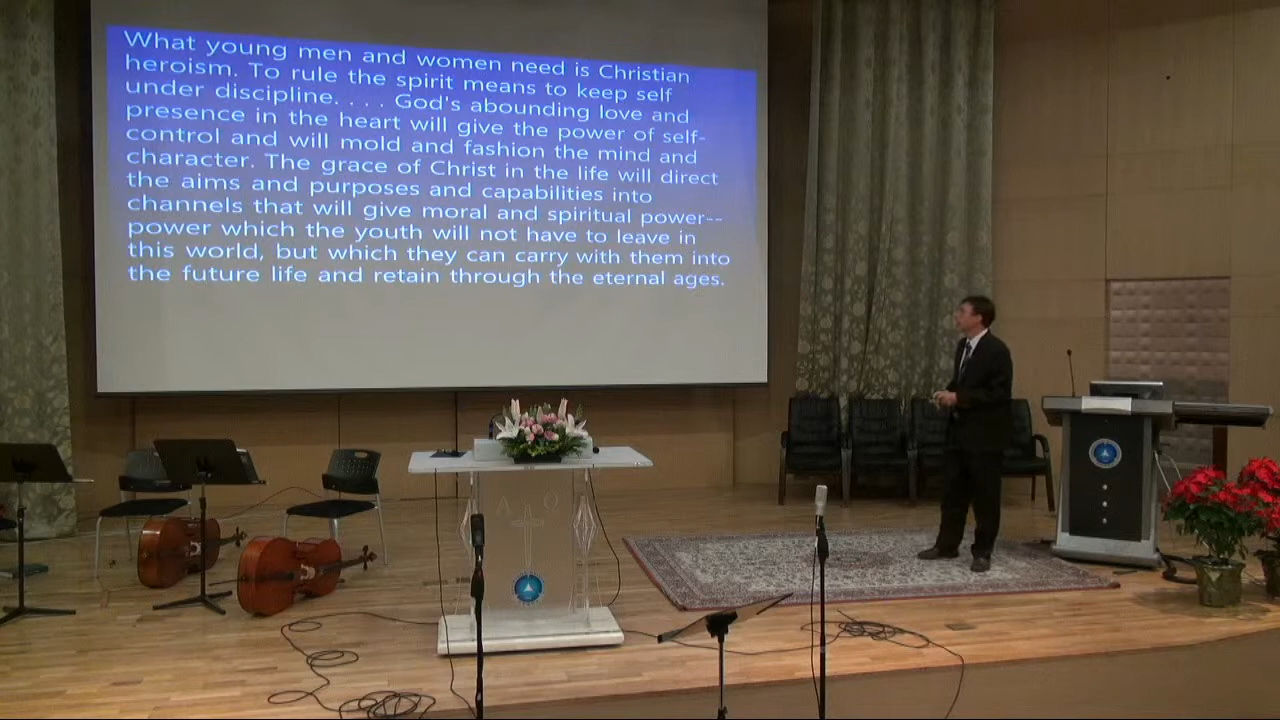 What young men and women need is Christian
heroism. To rule the spirit means to keep self
under discipline. . . . God's abounding love and
presence in the heart will give the power of self-
control and will mold and fashion the mind and
character. The grace of Christ in the life will direct
the aims and purposes and capabilities into
channels that will give moral and spiritual power--
power which the youth will not have to leave in
this world, but which they can carry with them into
the future life and retain through the eternal ages.
Α Ω